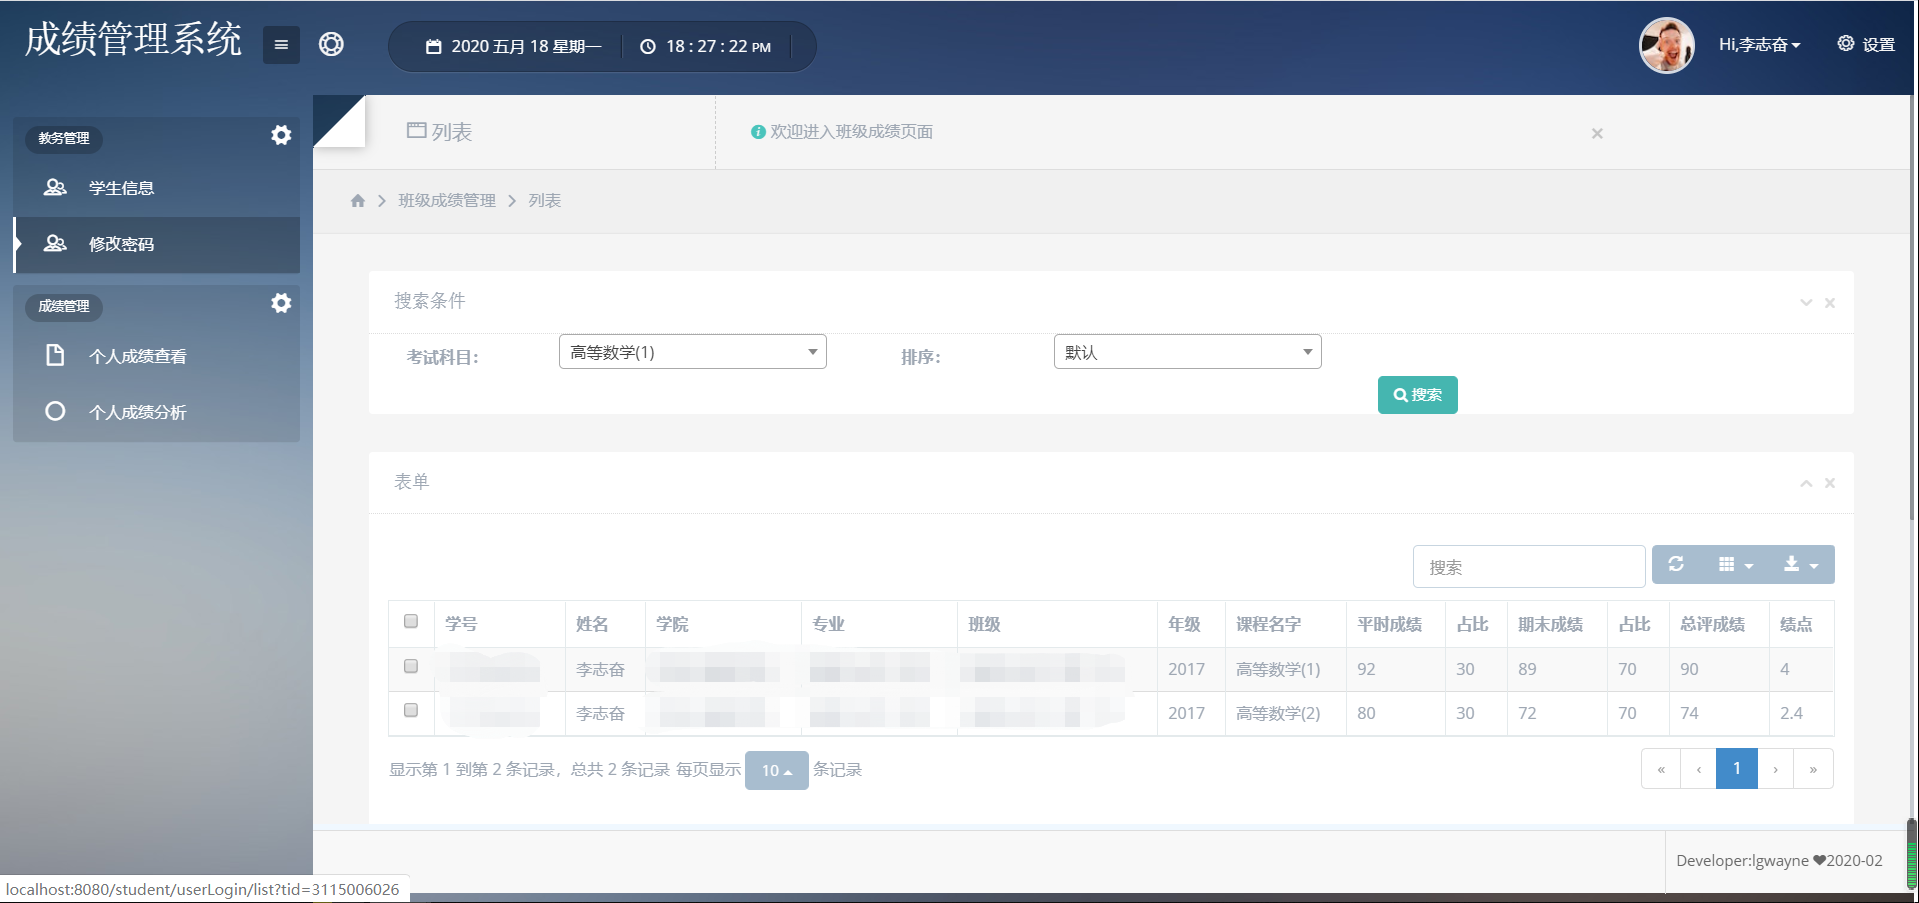 成绩管理系统
2020 五月 18 星期一
18 : 27 : 22 PM
Hi,李志奋
设置
教务管理
学生信息
修改密码
成绩管理
个人成绩查看
个人成绩分析
列表
欢迎进入班级成绩页面
班级成绩管理 列表
搜索条件
考试科目: 高等数学(1) 排序: 默认
搜索
表单
搜索
学号 姓名 学院 专业 班级 年级 课程名字 平时成绩 占比 期末成绩 占比 总评成绩 绩点
李志奋 2017 高等数学(1) 92 30 89 70 90 4
李志奋 2017 高等数学(2) 80 30 72 70 74 2.4
显示第 1 到第 2 条记录，总共 2 条记录 每页显示 10 条记录
« ‹ 1 › »
Developer:lgwayne ❤2020-02
localhost:8080/student/userLogin/list?tid=3115006026